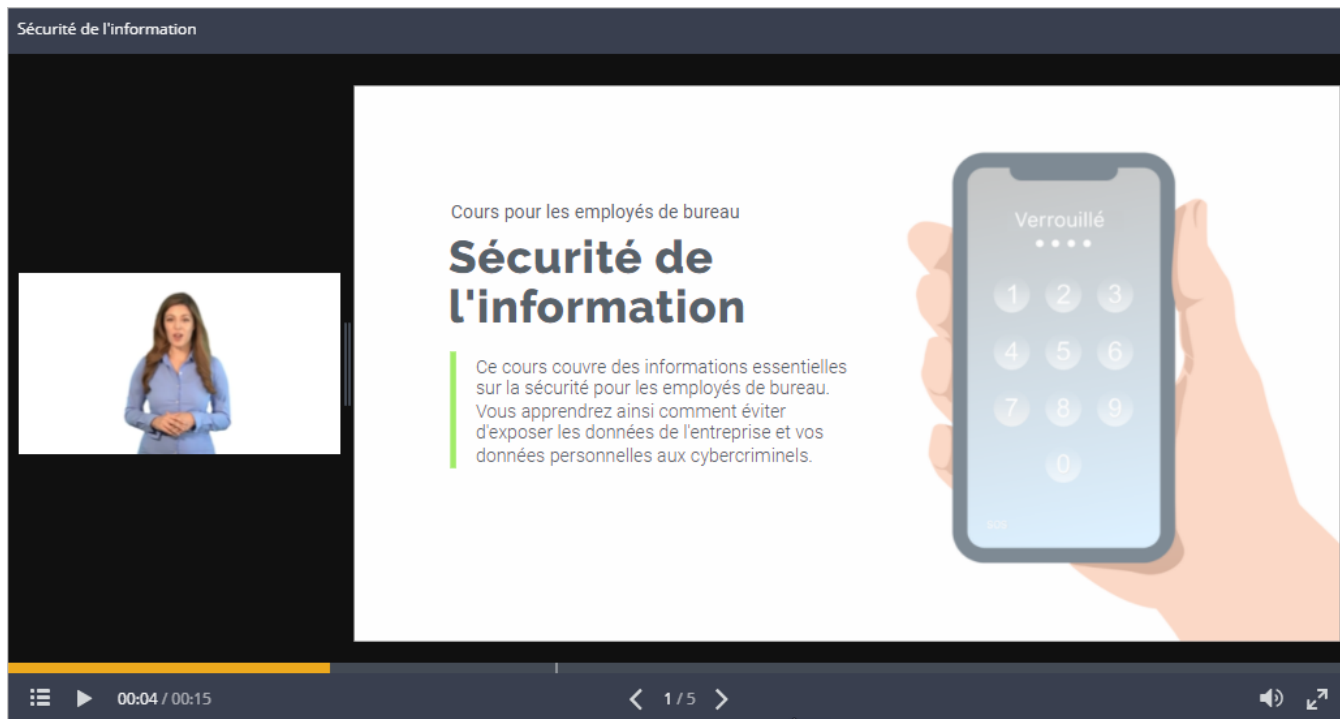 Sécurité de l'information
Cours pour les employés de bureau
Sécurité de
l'information
Ce cours couvre des informations essentielles
sur la sécurité pour les employés de bureau.
Vous apprendrez ainsi comment éviter
d'exposer les données de l'entreprise et vos
données personnelles aux cybercriminels.
Verrouillé
1 2 3
4 5 6
7 8 9
0
SOS
00:04 / 00:15
1 / 5